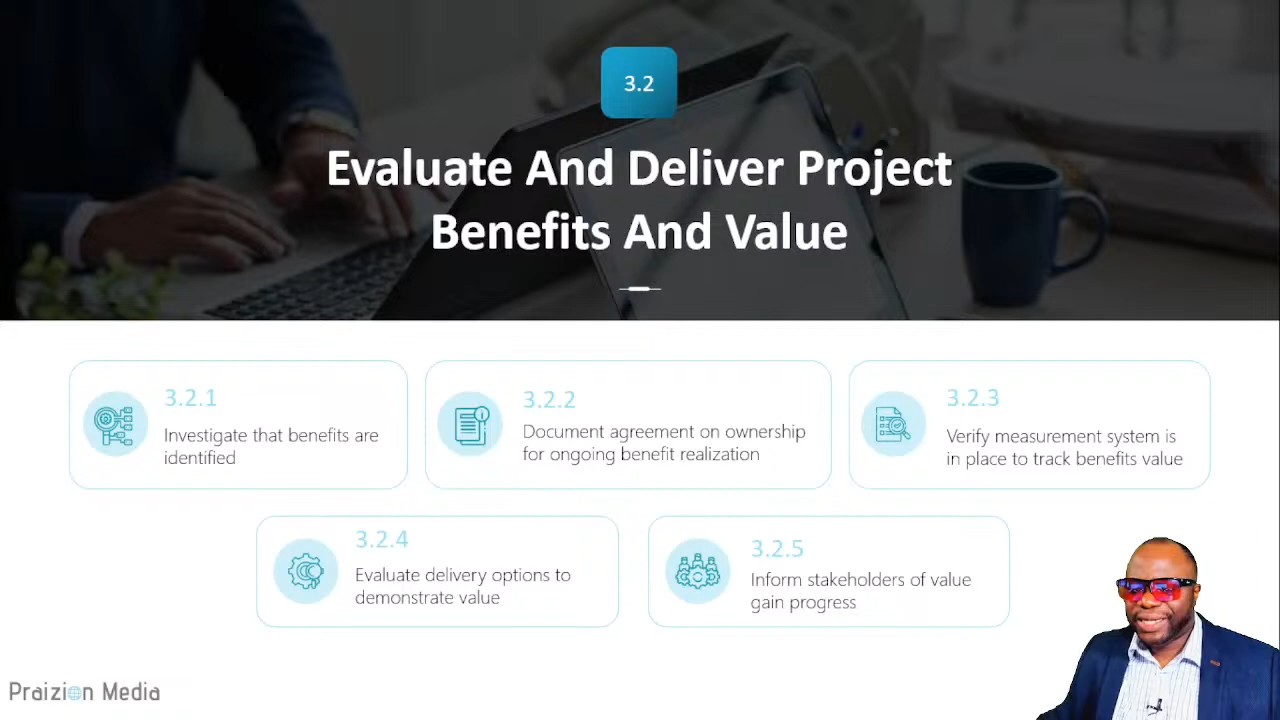 3.2
Evaluate And Deliver Project
Benefits And Value
3.2.1
Investigate that benefits are
identified
3.2.2
Document agreement on ownership
for ongoing benefit realization
3.2.3
Verify measurement system is
in place to track benefits value
3.2.4
Evaluate delivery options to
demonstrate value
3.2.5
Inform stakeholders of value
gain progress
Praizion Media